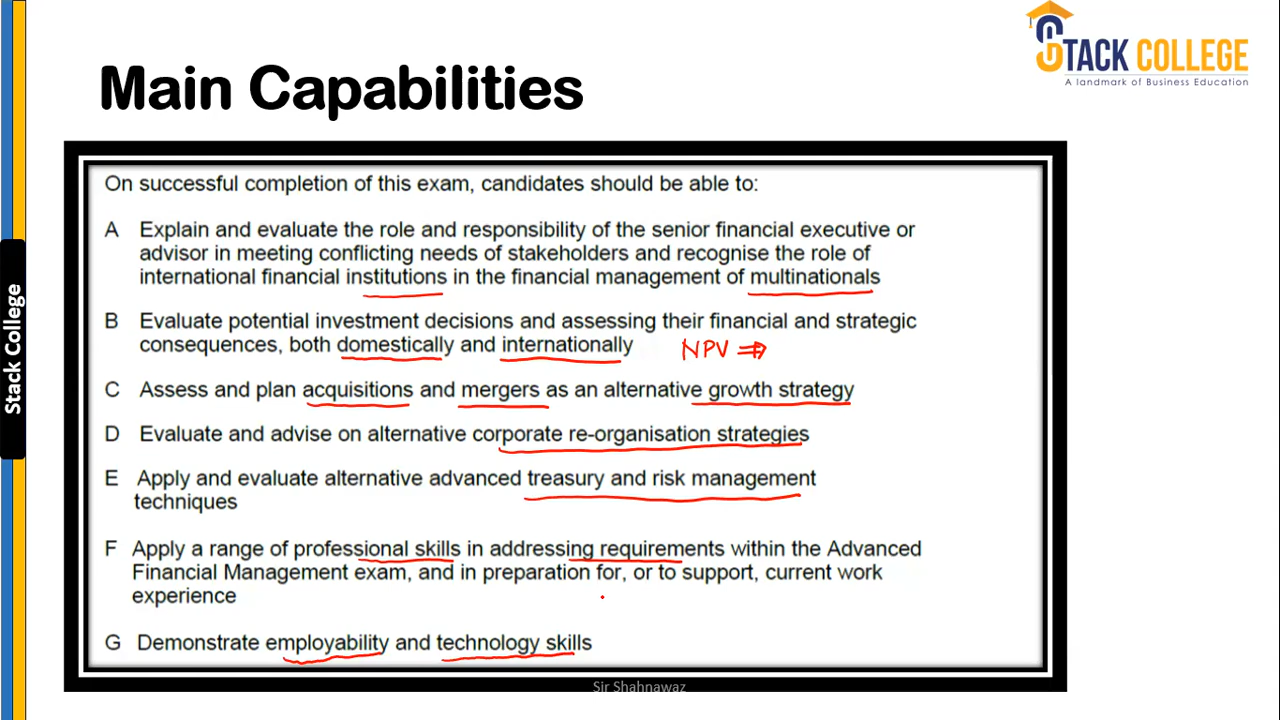 STACK COLLEGE
A landmark of Business Education
Main Capabilities
On successful completion of this exam, candidates should be able to:
A Explain and evaluate the role and responsibility of the senior financial executive or
advisor in meeting conflicting needs of stakeholders and recognise the role of
international financial institutions in the financial management of multinationals
B Evaluate potential investment decisions and assessing their financial and strategic
consequences, both domestically and internationally NPV ⇒
C Assess and plan acquisitions and mergers as an alternative growth strategy
D Evaluate and advise on alternative corporate re-organisation strategies
E Apply and evaluate alternative advanced treasury and risk management
techniques
F Apply a range of professional skills in addressing requirements within the Advanced
Financial Management exam, and in preparation for, or to support, current work
experience
G Demonstrate employability and technology skills
Sir Shahnawaz
Stack College